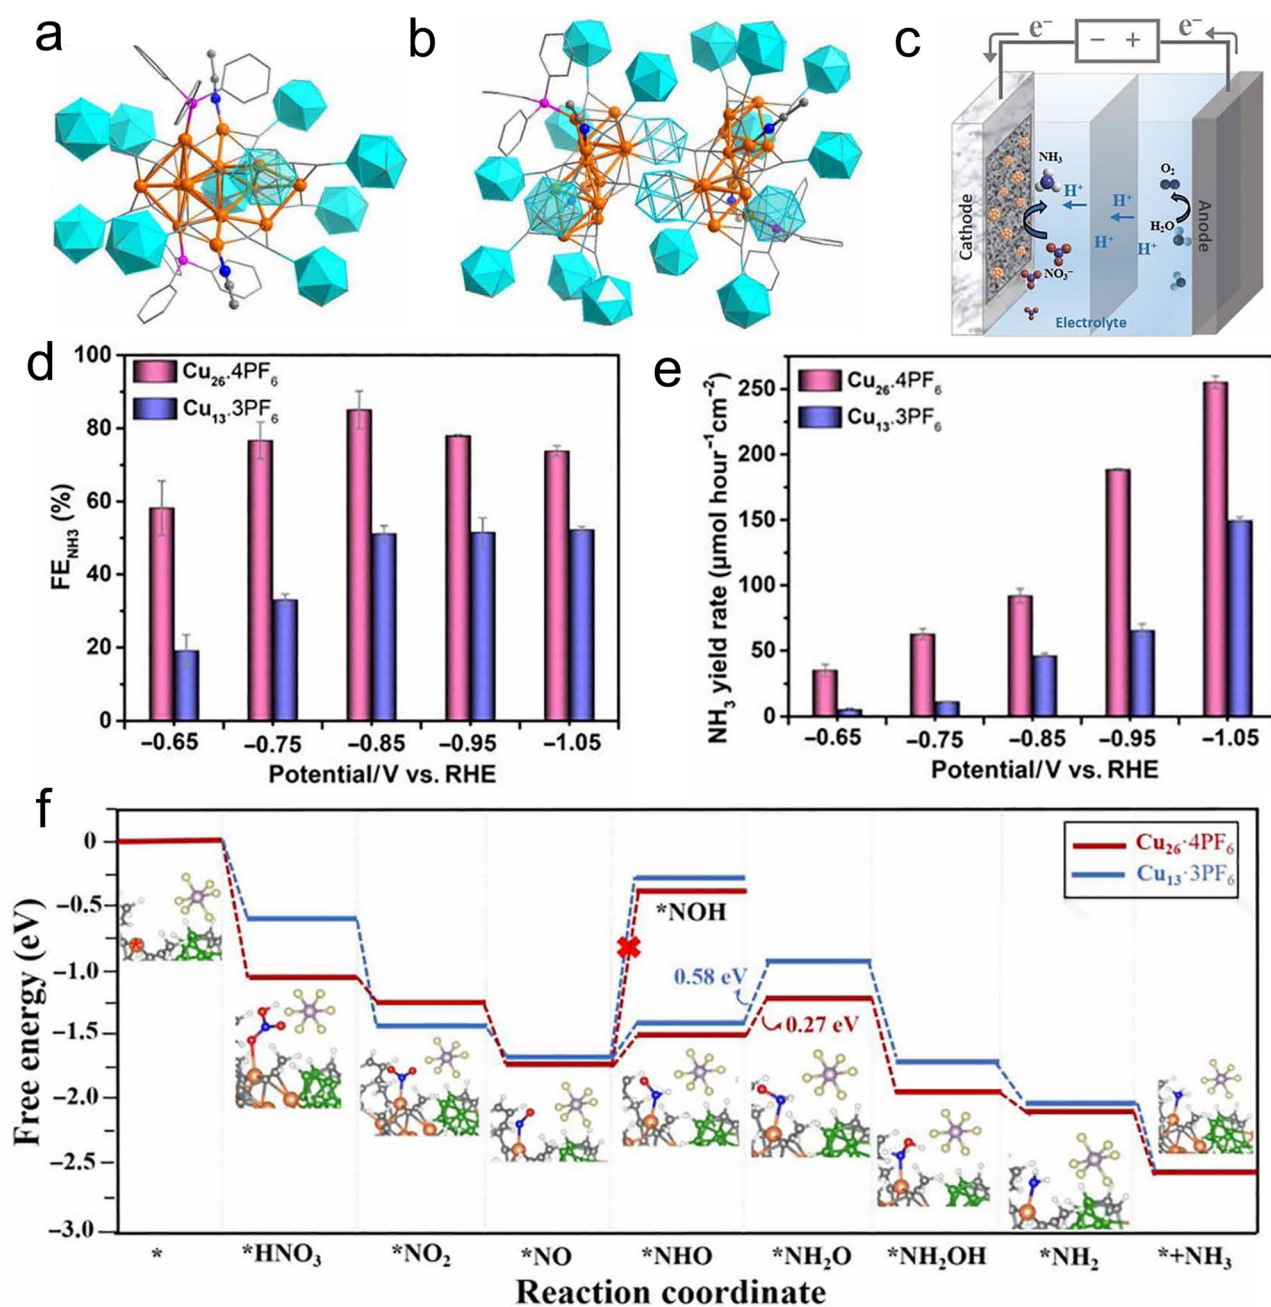 a
b
c
e⁻
− +
e⁻
Cathode
NH₃
H⁺
H⁺
H⁺
H⁺
O₂
H₂O
NO₃⁻
Anode
Electrolyte
d
100
80
60
40
20
0
FE_NH3 (%)
Cu₂₆·4PF₆
Cu₁₃·3PF₆
−0.65 −0.75 −0.85 −0.95 −1.05
Potential/V vs. RHE
e
250
200
150
100
50
0
NH₃ yield rate (μmol hour⁻¹cm⁻²)
Cu₂₆·4PF₆
Cu₁₃·3PF₆
−0.65 −0.75 −0.85 −0.95 −1.05
Potential/V vs. RHE
f
0
−0.5
−1.0
−1.5
−2.0
−2.5
−3.0
Free energy (eV)
Cu₂₆·4PF₆
Cu₁₃·3PF₆
*NOH
0.58 eV
0.27 eV
* *HNO₃ *NO₂ *NO *NHO *NH₂O *NH₂OH *NH₂ *+NH₃
Reaction coordinate